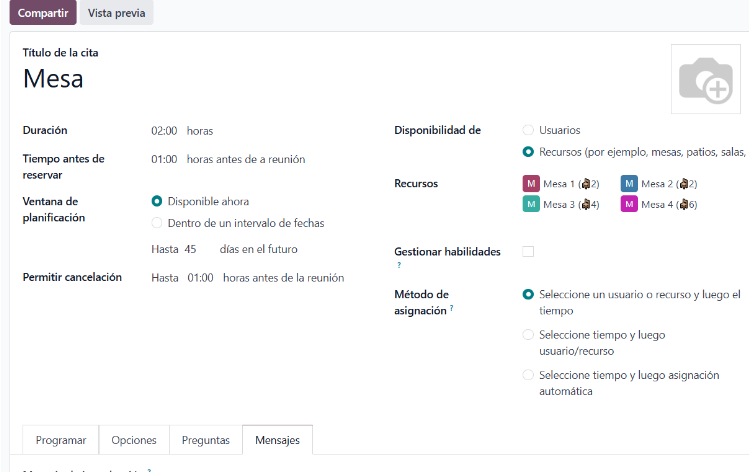 Compartir Vista previa
Título de la cita
Mesa
Duración 02:00 horas
Tiempo antes de reservar 01:00 horas antes de a reunión
Ventana de planificación Disponible ahora
Dentro de un intervalo de fechas
Hasta 45 días en el futuro
Permitir cancelación Hasta 01:00 horas antes de la reunión
Disponibilidad de Usuarios
Recursos (por ejemplo, mesas, patios, salas,
Recursos M Mesa 1 (2) M Mesa 2 (2)
M Mesa 3 (4) M Mesa 4 (6)
Gestionar habilidades ?
Método de asignación ? Seleccione un usuario o recurso y luego el tiempo
Seleccione tiempo y luego usuario/recurso
Seleccione tiempo y luego asignación automática
Programar Opciones Preguntas Mensajes